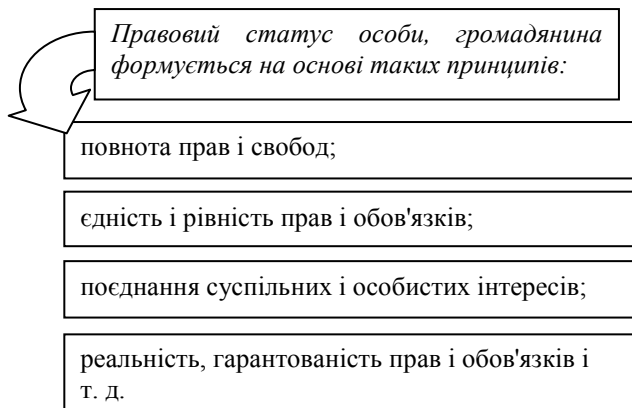 Правовий статус особи, громадянина
формується на основі таких принципів:
повнота прав і свобод;
єдність і рівність прав і обов'язків;
поєднання суспільних і особистих інтересів;
реальність, гарантованість прав і обов'язків і
т. д.